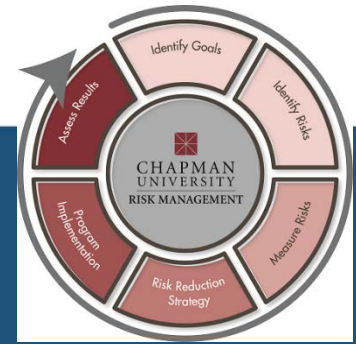 Identify Goals
Identify Risks
Measure Risks
Risk Reduction
Strategy
Program
Implementation
Assess Results
CHAPMAN
UNIVERSITY
RISK MANAGEMENT